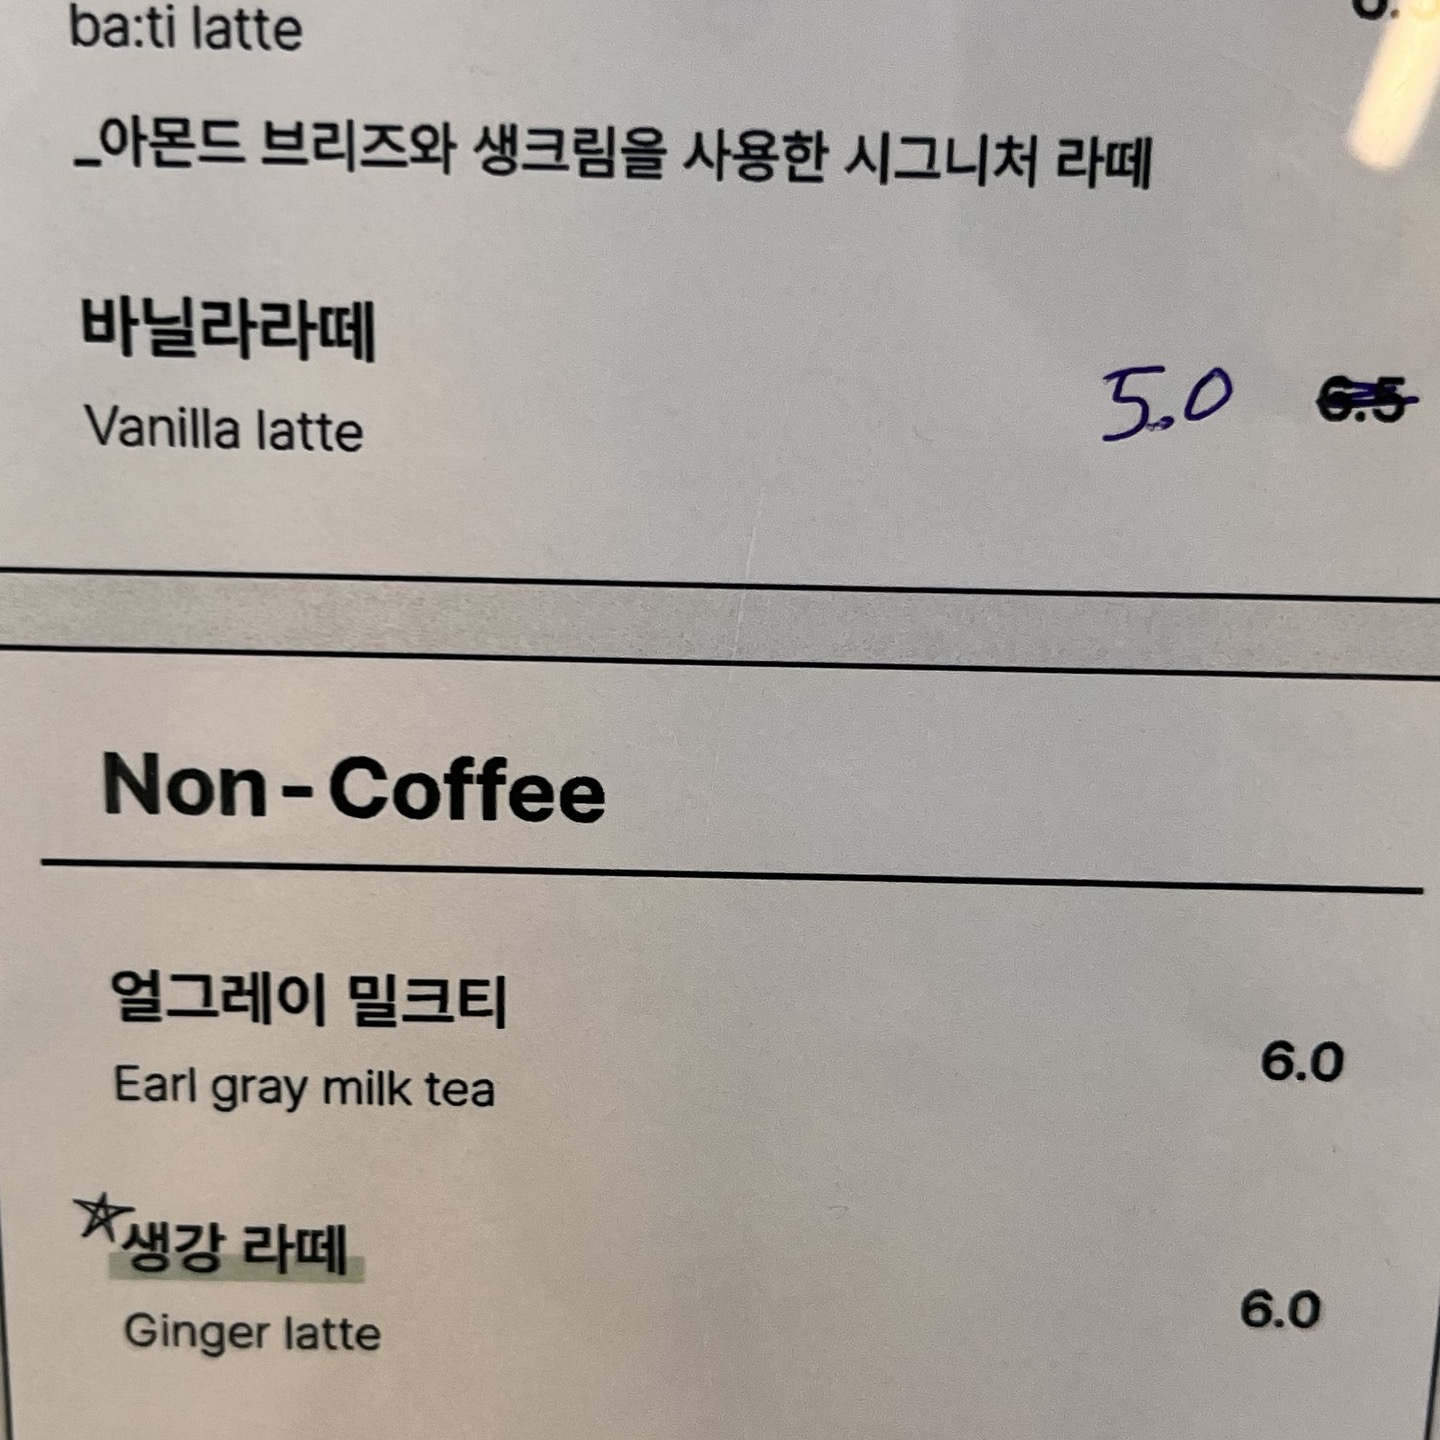 ba:ti latte
_아몬드 브리즈와 생크림을 사용한 시그니처 라떼
바닐라라떼
Vanilla latte 5.0 6.5
Non-Coffee
얼그레이 밀크티
Earl gray milk tea 6.0
생강 라떼
Ginger latte 6.0